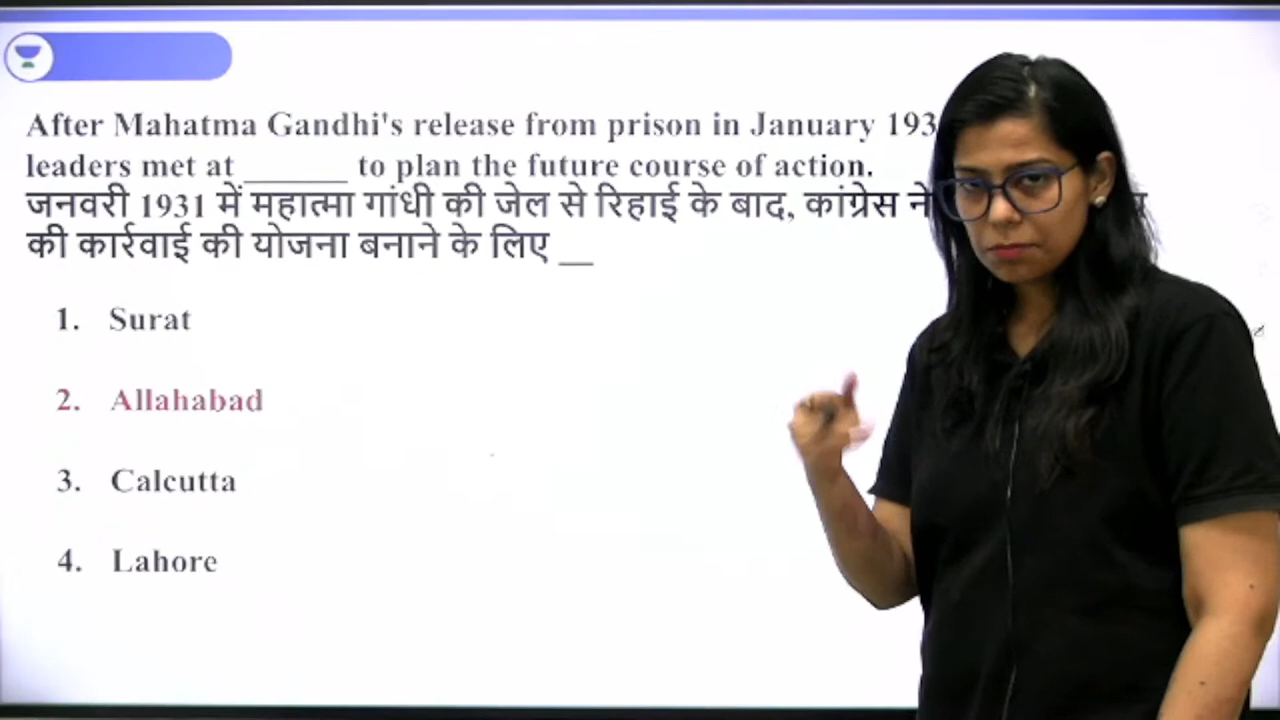 After Mahatma Gandhi's release from prison in January 193
leaders met at ______ to plan the future course of action.
जनवरी 1931 में महात्मा गांधी की जेल से रिहाई के बाद, कांग्रेस ने
की कार्रवाई की योजना बनाने के लिए __
1. Surat
2. Allahabad
3. Calcutta
4. Lahore